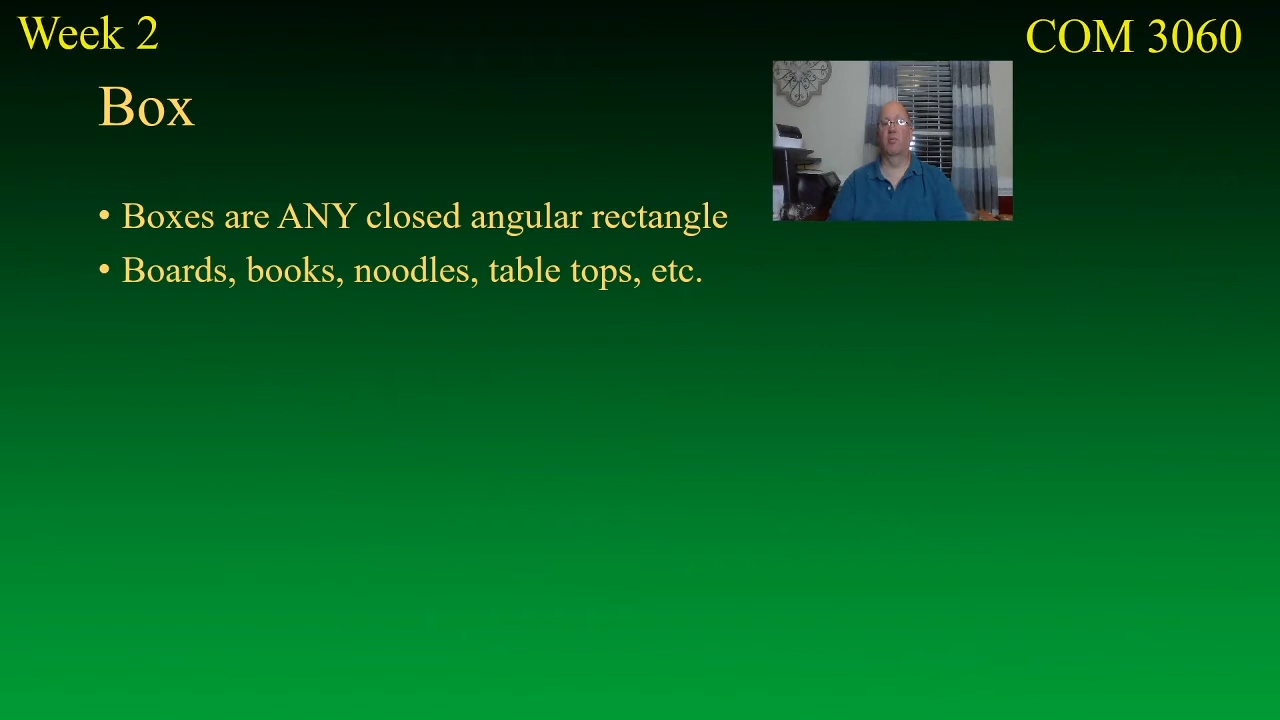 Week 2
COM 3060
Box
• Boxes are ANY closed angular rectangle
• Boards, books, noodles, table tops, etc.